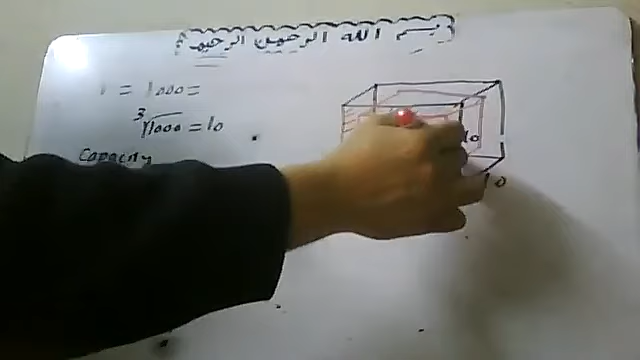 بسم الله الرحمن الرحيم
1 = 1000 =
∛1000 = 10
Capacity
10
10